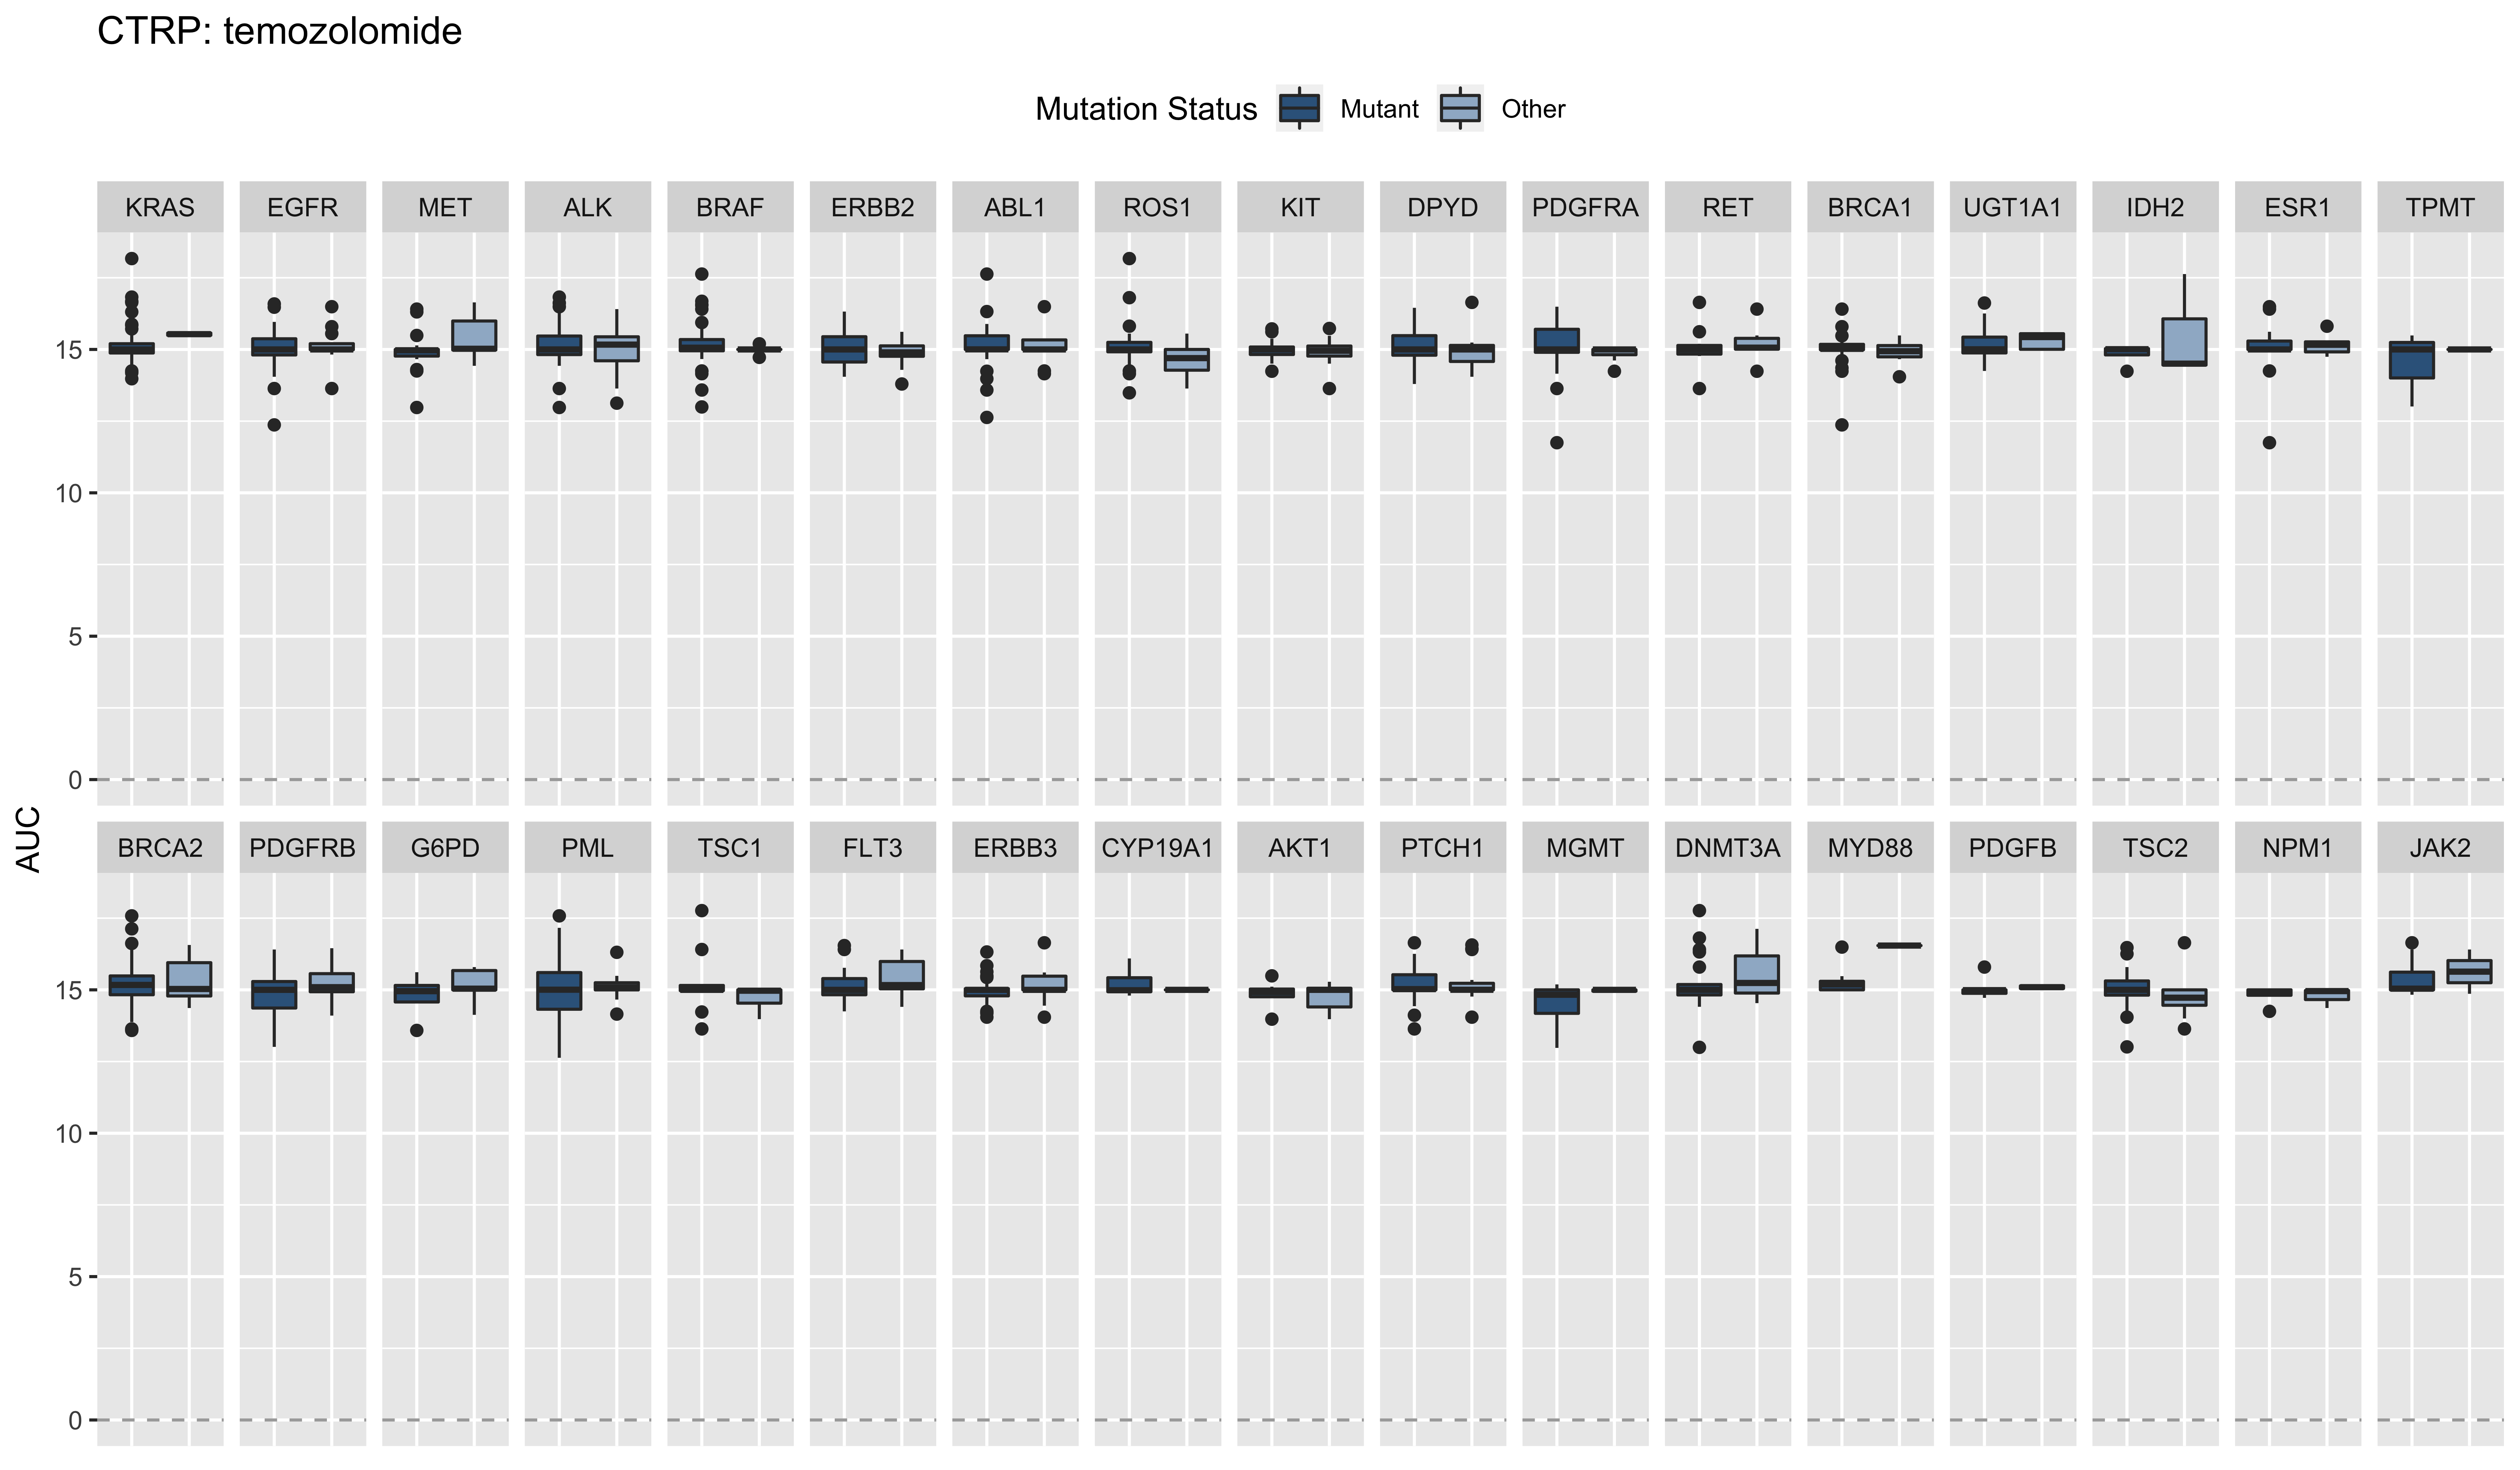 CTRP: temozolomide
Mutation Status Mutant Other
KRAS EGFR MET ALK BRAF ERBB2 ABL1 ROS1 KIT DPYD PDGFRA RET BRCA1 UGT1A1 IDH2 ESR1 TPMT
15
10
5
0
AUC
BRCA2 PDGFRB G6PD PML TSC1 FLT3 ERBB3 CYP19A1 AKT1 PTCH1 MGMT DNMT3A MYD88 PDGFB TSC2 NPM1 JAK2
15
10
5
0